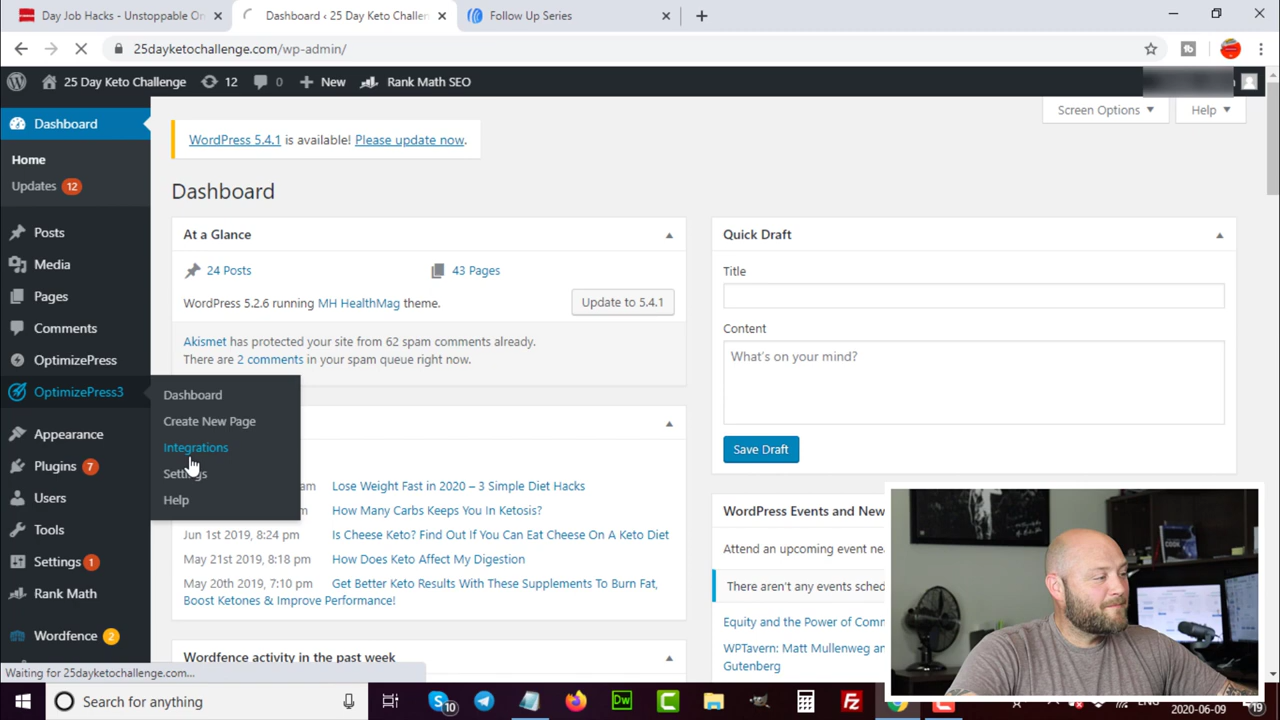 Day Job Hacks - Unstoppable On
Dashboard ‹ 25 Day Keto Challen
Follow Up Series
25dayketochallenge.com/wp-admin/
25 Day Keto Challenge
12
0
New
Rank Math SEO
Screen Options
Help
Dashboard
Home
Updates 12
Posts
Media
Pages
Comments
OptimizePress
OptimizePress3
Appearance
Plugins 7
Users
Tools
Settings 1
Rank Math
Wordfence 2
Dashboard
Create New Page
Integrations
Settings
Help
WordPress 5.4.1 is available! Please update now.
Dashboard
At a Glance
24 Posts
43 Pages
WordPress 5.2.6 running MH HealthMag theme.
Update to 5.4.1
Akismet has protected your site from 62 spam comments already.
There are 2 comments in your spam queue right now.
am Lose Weight Fast in 2020 – 3 Simple Diet Hacks
am How Many Carbs Keeps You In Ketosis?
Jun 1st 2019, 8:24 pm Is Cheese Keto? Find Out If You Can Eat Cheese On A Keto Diet
May 21st 2019, 8:18 pm How Does Keto Affect My Digestion
May 20th 2019, 7:10 pm Get Better Keto Results With These Supplements To Burn Fat,
Boost Ketones & Improve Performance!
Wordfence activity in the past week
Quick Draft
Title
Content
What's on your mind?
Save Draft
WordPress Events and New
Attend an upcoming event ne
There aren't any events sched
Equity and the Power of Comm
WPTavern: Matt Mullenweg an
Gutenberg
CODE
Waiting for 25dayketochallenge.com...
Search for anything
10
Dw
2020-06-09
19